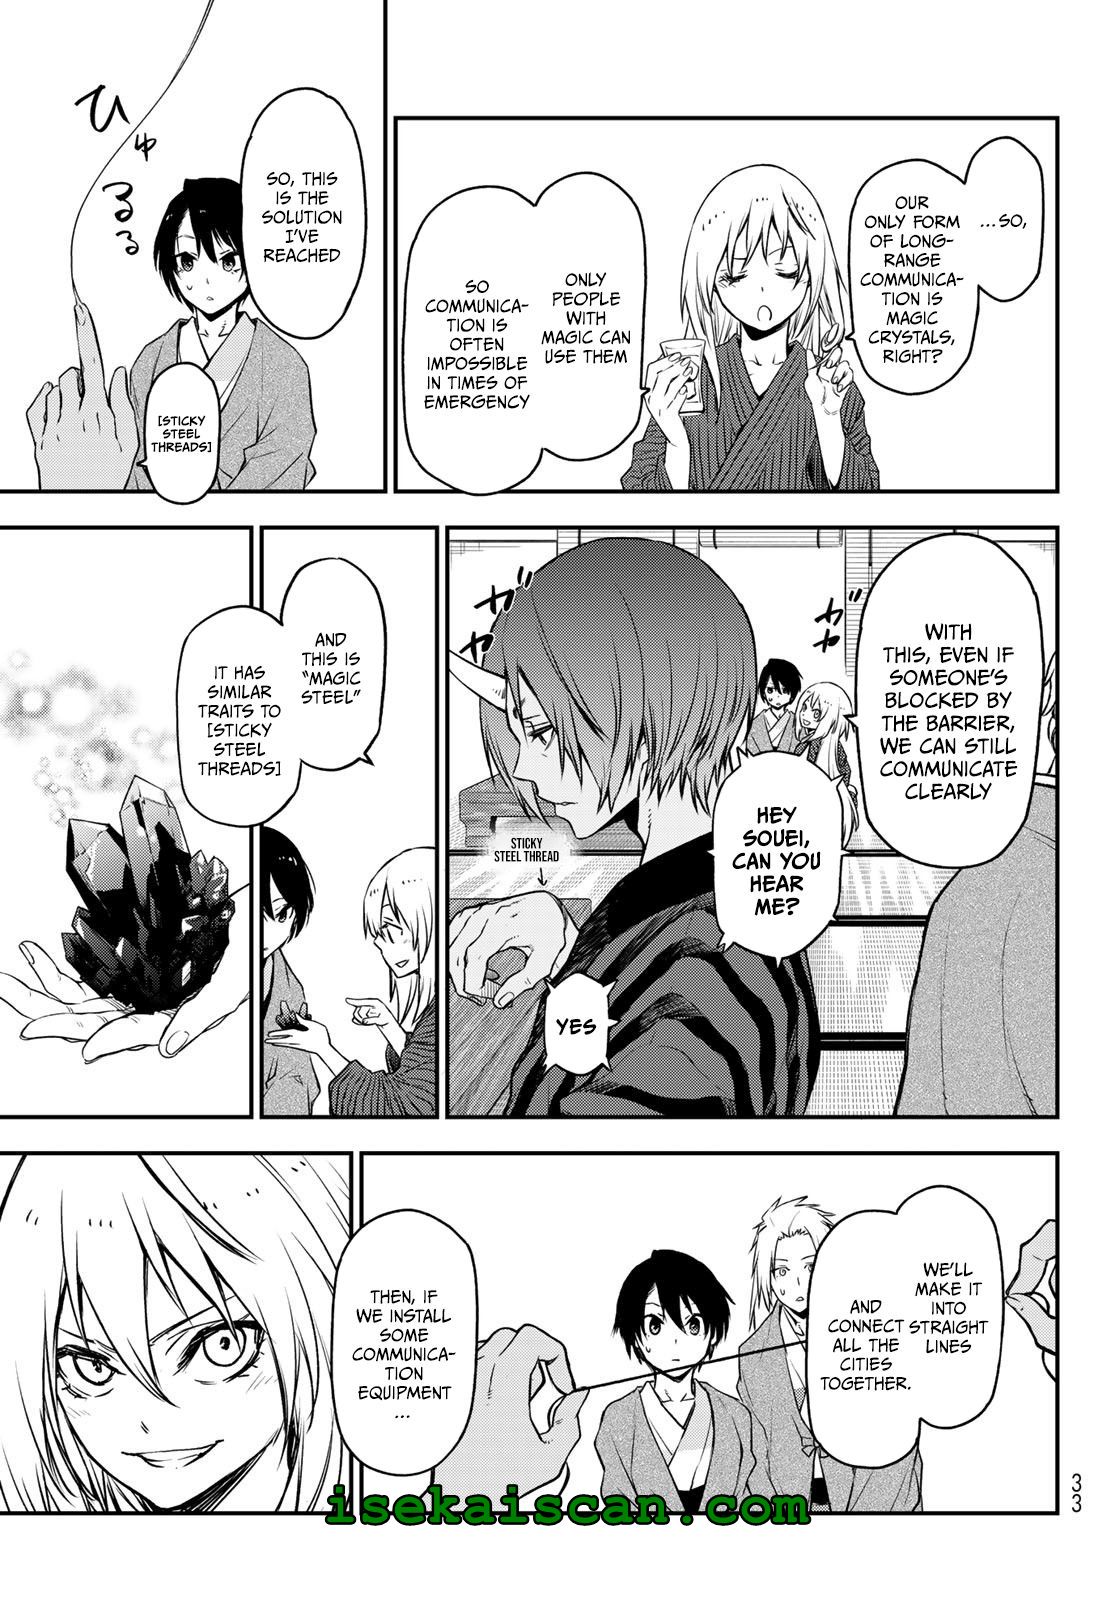 ...SO,
OUR
ONLY FORM
OF LONG-
RANGE
COMMUNICA-
TION IS
MAGIC
CRYSTALS,
RIGHT?
ONLY
PEOPLE
WITH
MAGIC CAN
USE THEM
SO
COMMUNICA-
TION IS
OFTEN
IMPOSSIBLE
IN TIMES OF
EMERGENCY
SO, THIS
IS THE
SOLUTION
I'VE
REACHED
ひゅるる
[STICKY
STEEL
THREADS]
WITH
THIS, EVEN IF
SOMEONE'S
BLOCKED BY
THE BARRIER,
WE CAN STILL
COMMUNICATE
CLEARLY
ガヤ
ガヤ
HEY
SOUEI,
CAN YOU
HEAR
ME?
STICKY
STEEL THREAD
YES
AND
THIS IS
"MAGIC
STEEL"
IT HAS
SIMILAR
TRAITS TO
[STICKY
STEEL
THREADS]
WE'LL
MAKE IT
INTO
STRAIGHT
LINES
AND
CONNECT
ALL THE
CITIES
TOGETHER.
THEN, IF
WE INSTALL
SOME
COMMUNICA-
TION
EQUIPMENT
...
33
isekaiscan.com